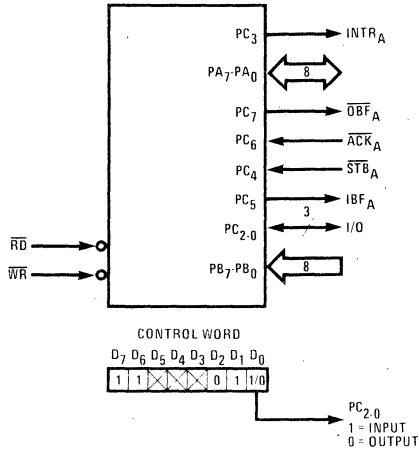 PC3 INTRA
PA7-PA0 8
PC7 OBFA
PC6 ACKA
PC4 STBA
PC5 IBFA
3
PC2-0 I/O
RD
WR
PB7-PB0 8
CONTROL WORD
D7 D6 D5 D4 D3 D2 D1 D0
1 1 0 1 I/O
PC2-0
1 = INPUT
0 = OUTPUT